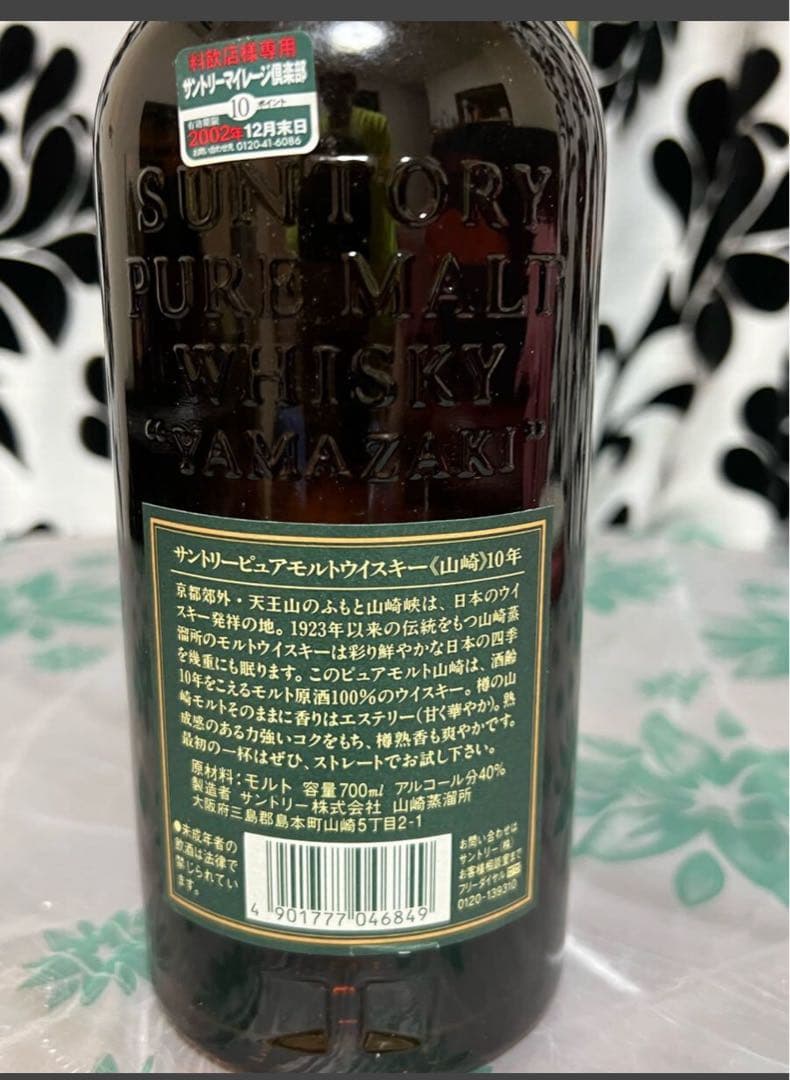 料飲店様専用
サントリーマイレージ倶楽部
10 ポイント
有効期限
2002年12月末日
お問い合わせ先 0120-41-6086
SUNTORY
PURE MALT
WHISKY
"YAMAZAKI"
サントリーピュアモルトウイスキー《山崎》10年
京都郊外・天王山のふもと山崎峡は、日本のウイ
スキー発祥の地。1923年以来の伝統をもつ山崎蒸
溜所のモルトウイスキーは彩り鮮やかな日本の四季
を幾重にも眠ります。このピュアモルト山崎は、酒齢
10年をこえるモルト原酒100%のウイスキー。樽の山
崎モルトそのままに香りはエステリー(甘く華やか)。熟
成感のある力強いコクをもち、樽熟香も爽やかです。
最初の一杯はぜひ、ストレートでお試し下さい。
原材料:モルト 容量700ml アルコール分40%
製造者 サントリー株式会社 山崎蒸溜所
大阪府三島郡島本町山崎5丁目2-1
●未成年者の
飲酒は法律で
禁じられてい
ます。
4 901777 046849
お問い合わせは
サントリー(株)
お客様相談室まで
フリーダイヤル
0120-139310